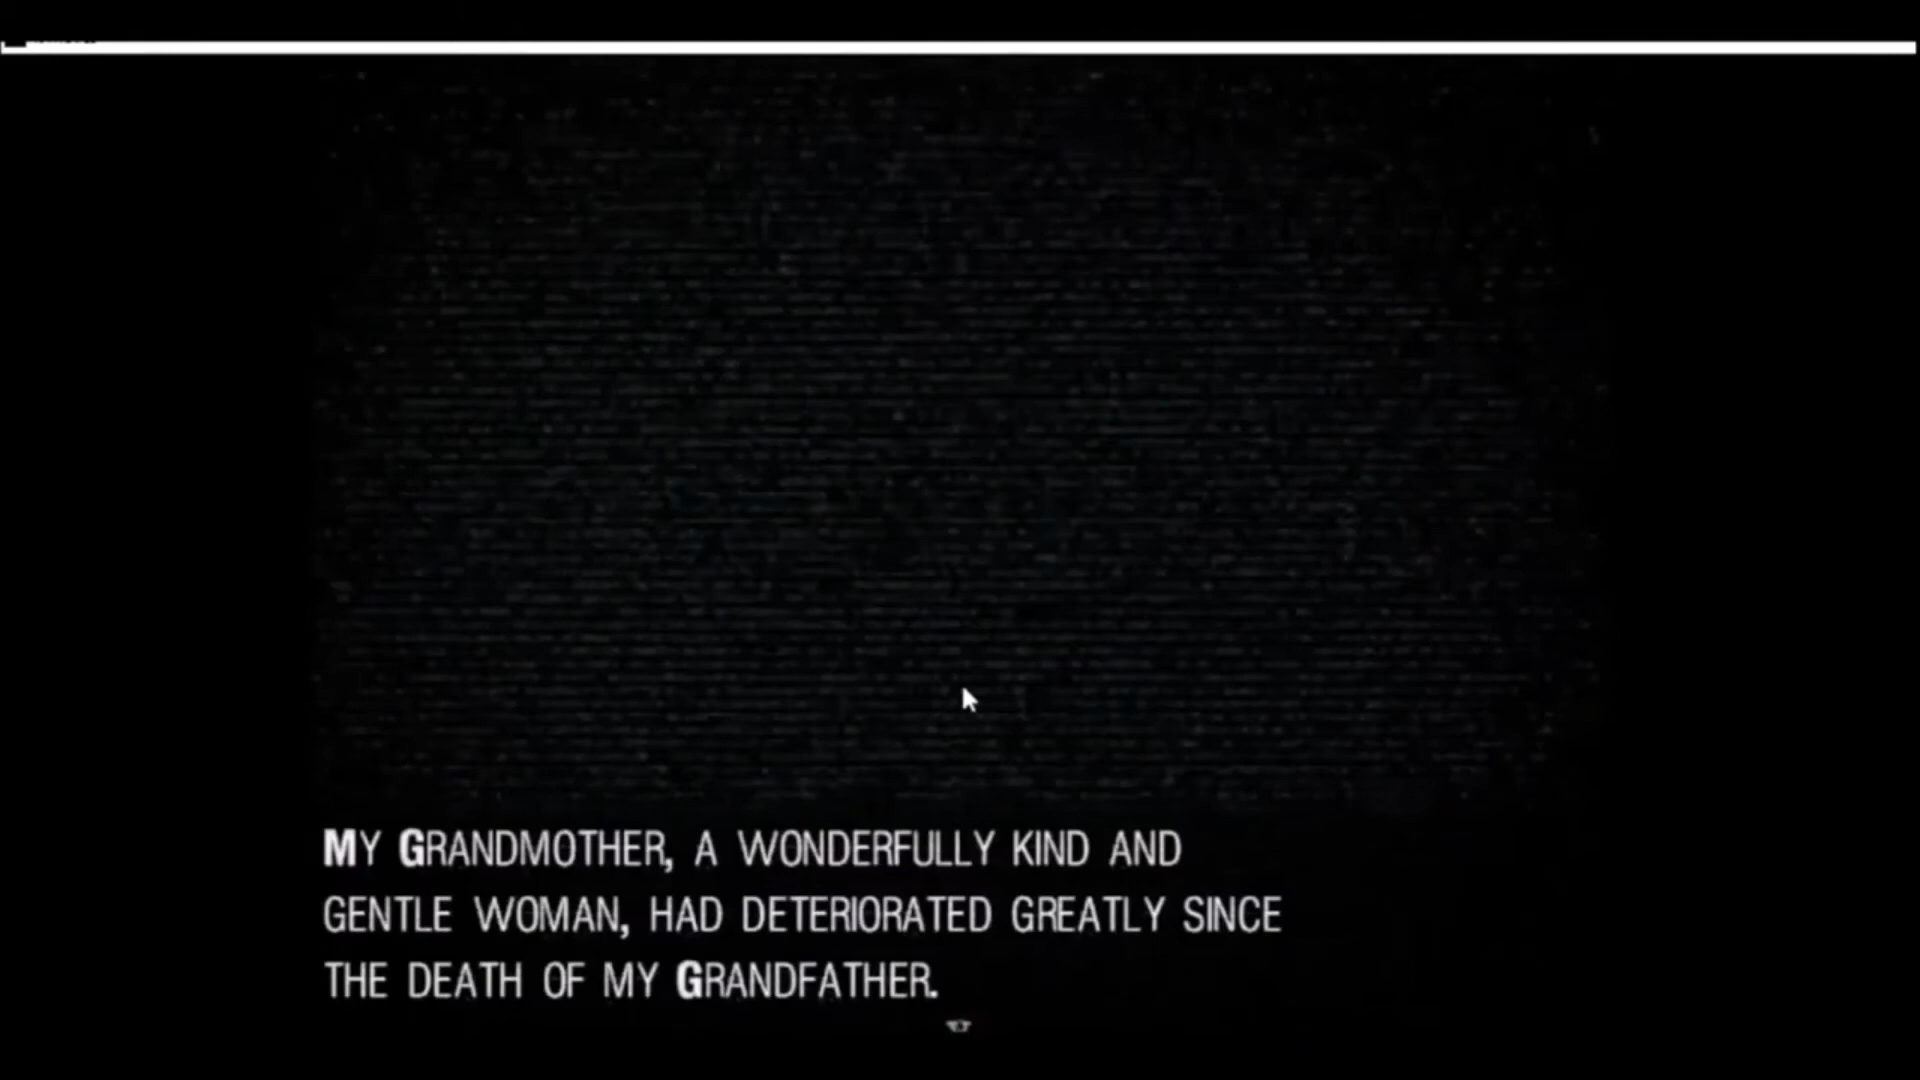 My Grandmother, a wonderfully kind and
gentle woman, had deteriorated greatly since
the death of my Grandfather.